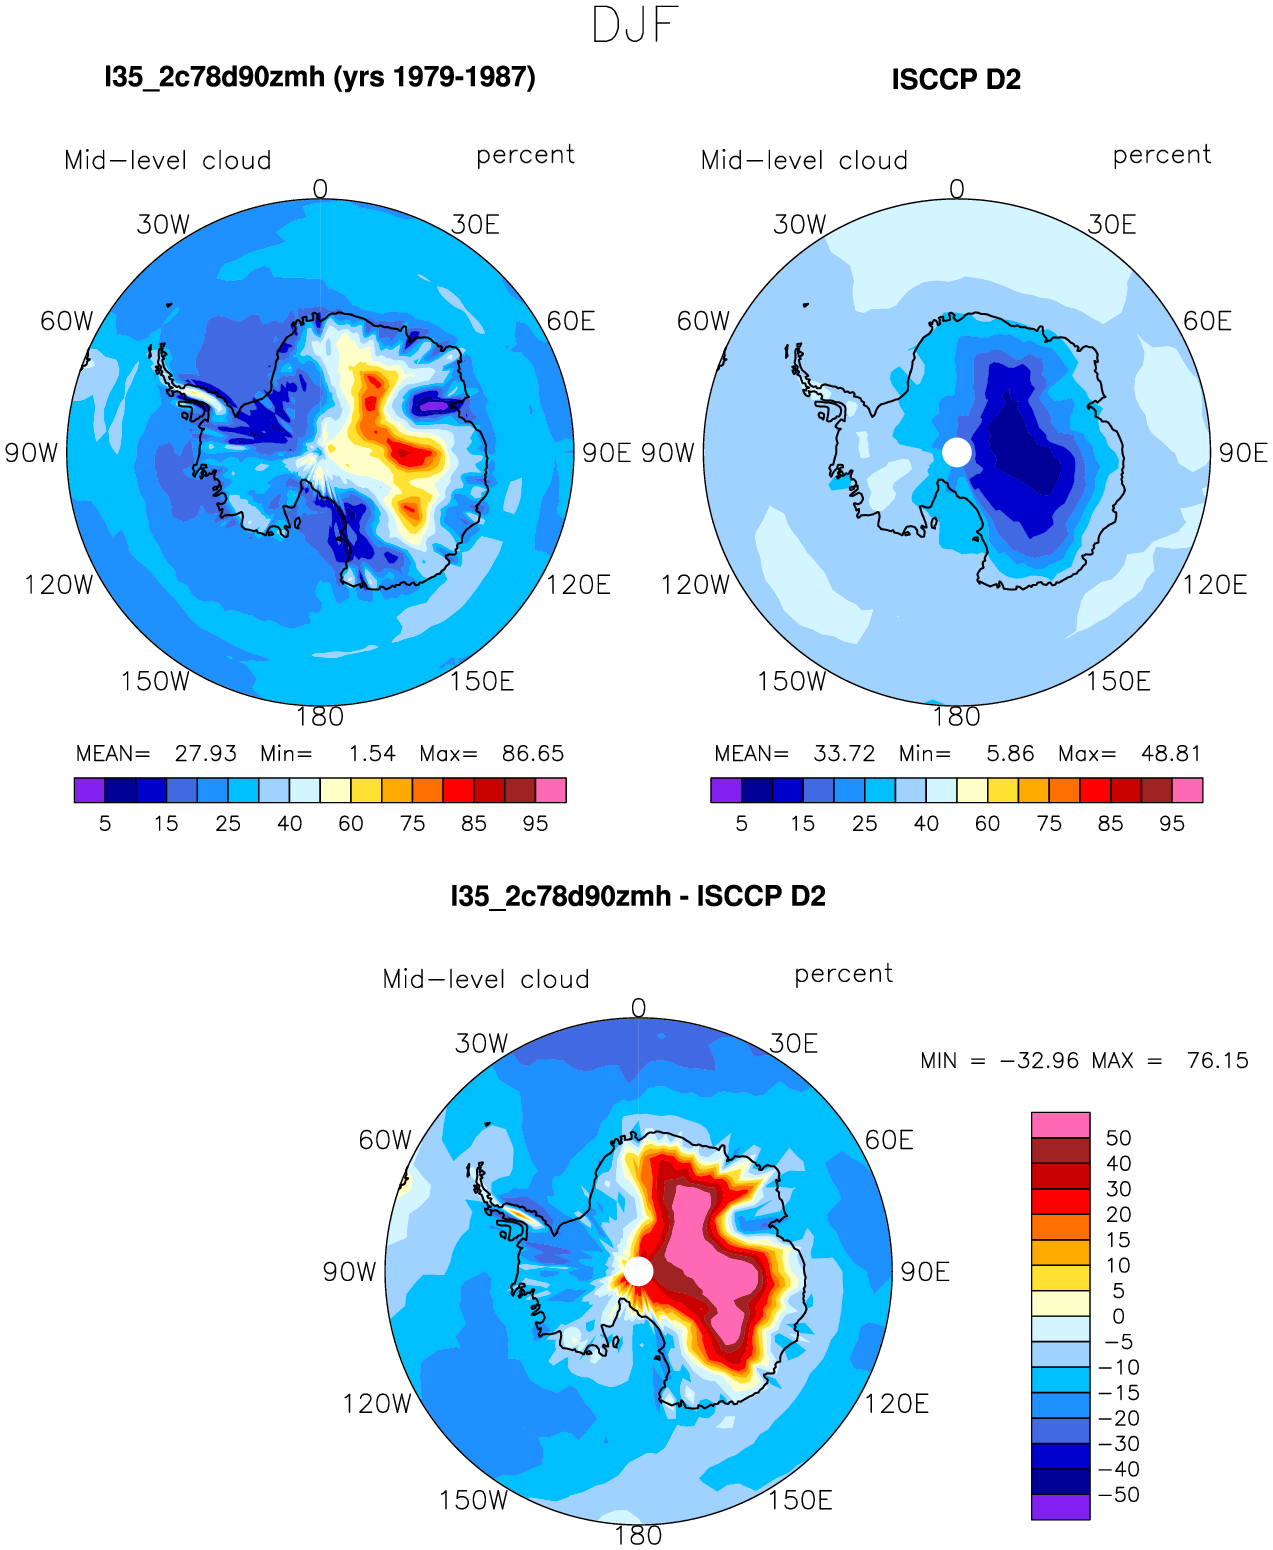 DJF
I35_2c78d90zmh (yrs 1979-1987)
Mid-level cloud percent
0
30W 30E
60W 60E
90W 90E
120W 120E
150W 150E
180
MEAN= 27.93 Min= 1.54 Max= 86.65
5 15 25 40 60 75 85 95
ISCCP D2
Mid-level cloud percent
0
30W 30E
60W 60E
90W 90E
120W 120E
150W 150E
180
MEAN= 33.72 Min= 5.86 Max= 48.81
5 15 25 40 60 75 85 95
I35_2c78d90zmh - ISCCP D2
Mid-level cloud percent
0
30W 30E
60W 60E
90W 90E
120W 120E
150W 150E
180
MIN = -32.96 MAX = 76.15
50
40
30
20
15
10
5
0
-5
-10
-15
-20
-30
-40
-50